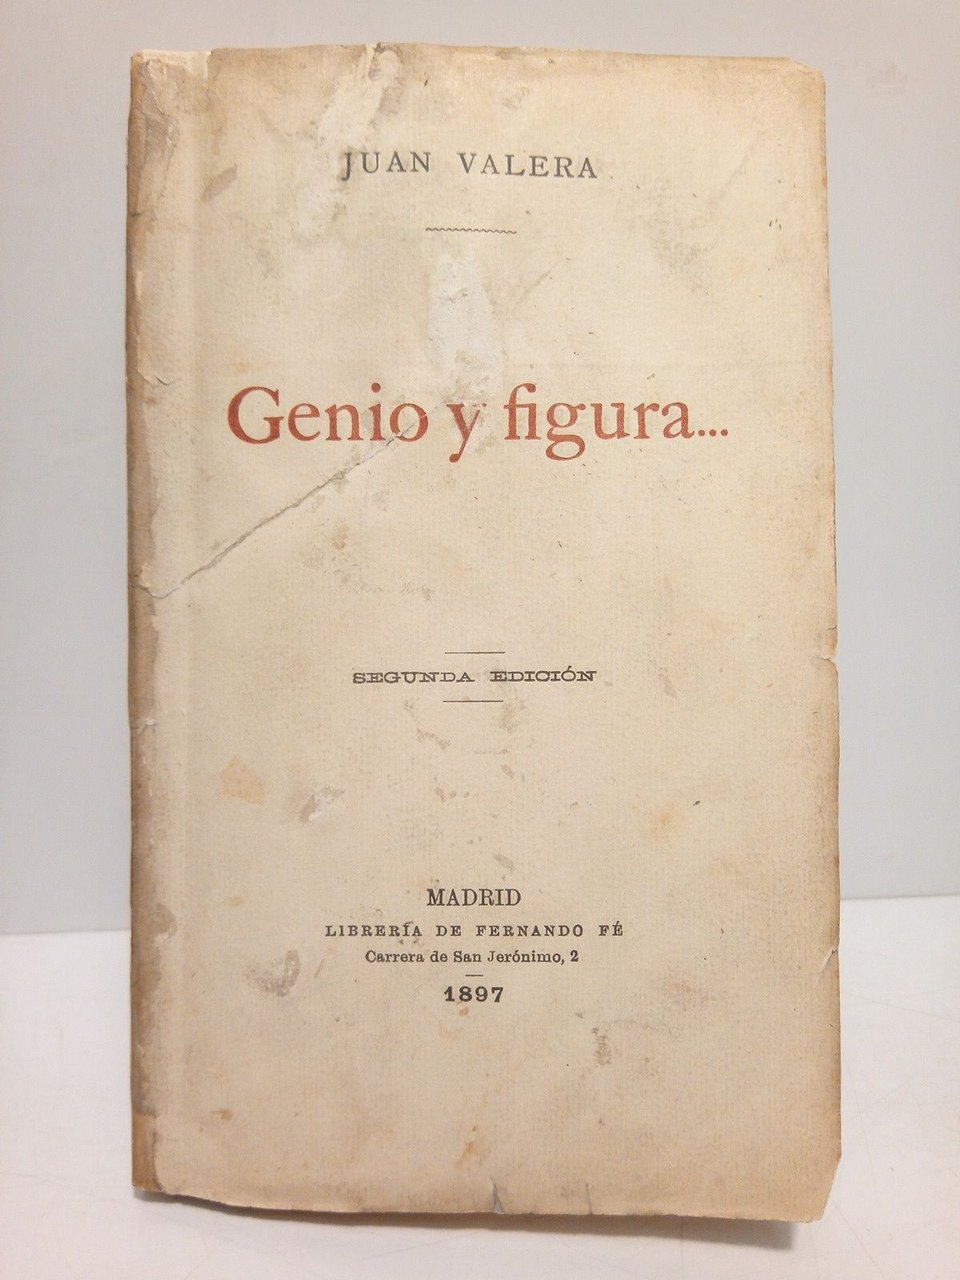 JUAN VALERA
Genio y figura...
SEGUNDA EDICIÓN
MADRID
LIBRERÍA DE FERNANDO FÉ
Carrera de San Jerónimo, 2
1897